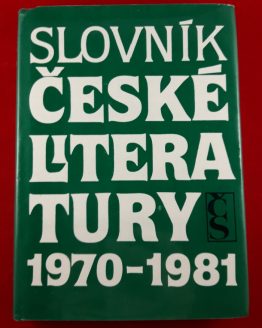 SLOVNÍK
ČESKÉ
LITERA
TURY
ČS
1970-1981